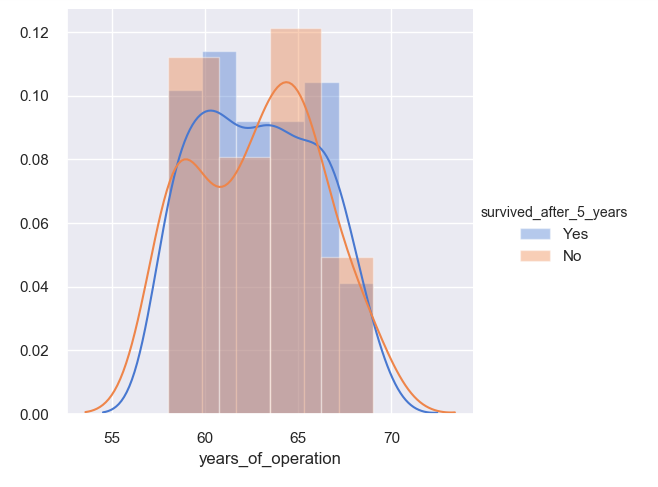 0.12
0.10
0.08
0.06
0.04
0.02
0.00
55
60
65
70
years_of_operation
survived_after_5_years
Yes
No